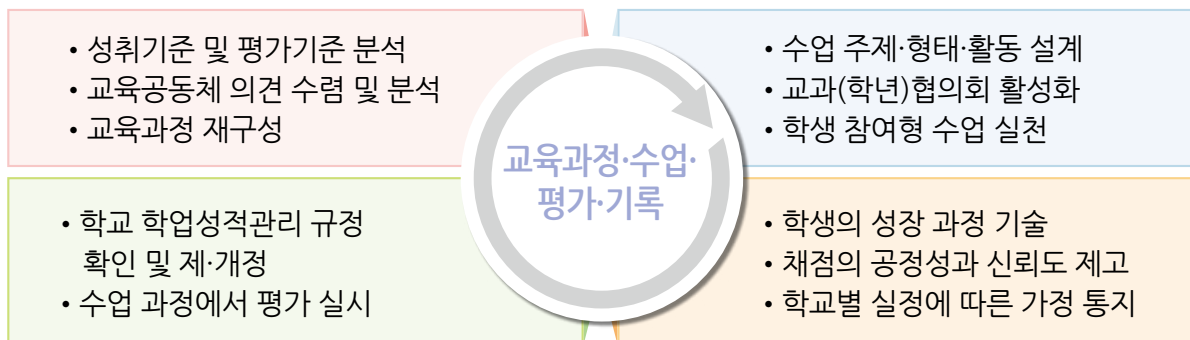 • 성취기준 및 평가기준 분석
• 교육공동체 의견 수렴 및 분석
• 교육과정 재구성
• 수업 주제·형태·활동 설계
• 교과(학년)협의회 활성화
• 학생 참여형 수업 실천
교육과정·수업·
평가·기록
• 학교 학업성적관리 규정
확인 및 제·개정
• 수업 과정에서 평가 실시
• 학생의 성장 과정 기술
• 채점의 공정성과 신뢰도 제고
• 학교별 실정에 따른 가정 통지